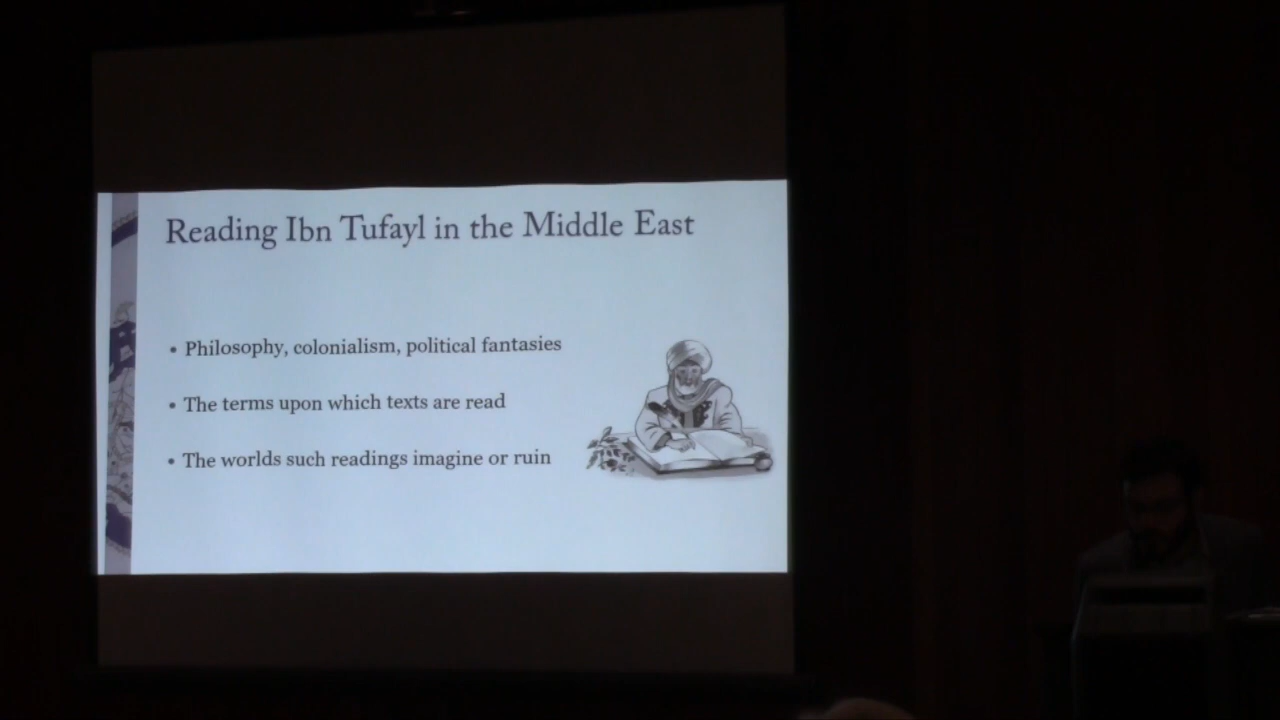 Reading Ibn Tufayl in the Middle East
• Philosophy, colonialism, political fantasies
• The terms upon which texts are read
• The worlds such readings imagine or ruin